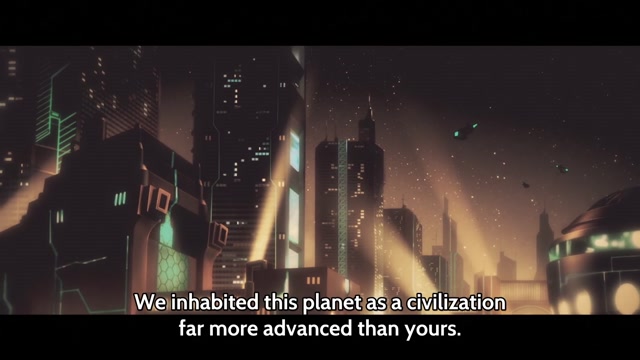 We inhabited this planet as a civilization
far more advanced than yours.